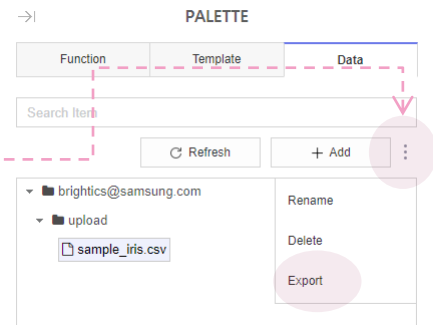 PALETTE
Function Template Data
Search Item
Refresh + Add
brightics@samsung.com
Rename
upload
Delete
sample_iris.csv
Export